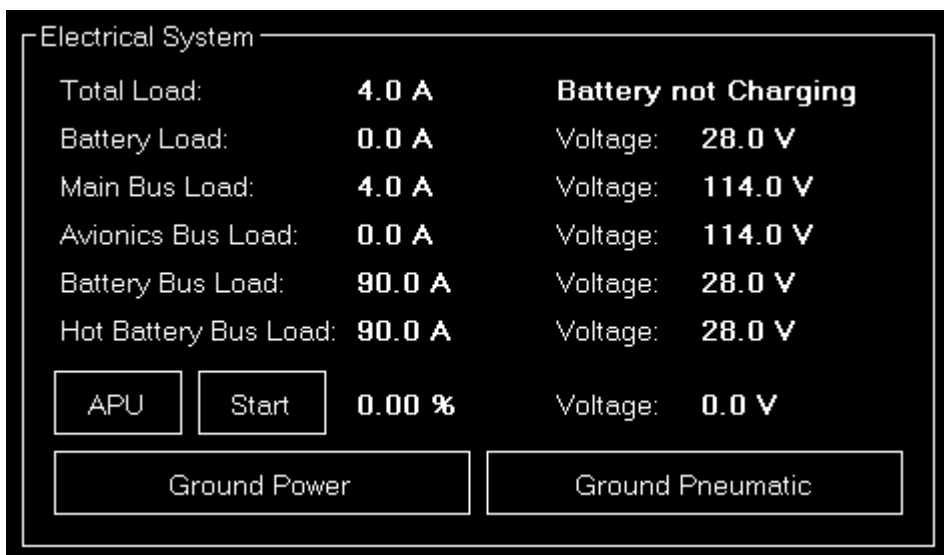 Electrical System
Total Load: 4.0 A Battery not Charging
Battery Load: 0.0 A Voltage: 28.0 V
Main Bus Load: 4.0 A Voltage: 114.0 V
Avionics Bus Load: 0.0 A Voltage: 114.0 V
Battery Bus Load: 90.0 A Voltage: 28.0 V
Hot Battery Bus Load: 90.0 A Voltage: 28.0 V
APU Start 0.00 % Voltage: 0.0 V
Ground Power Ground Pneumatic